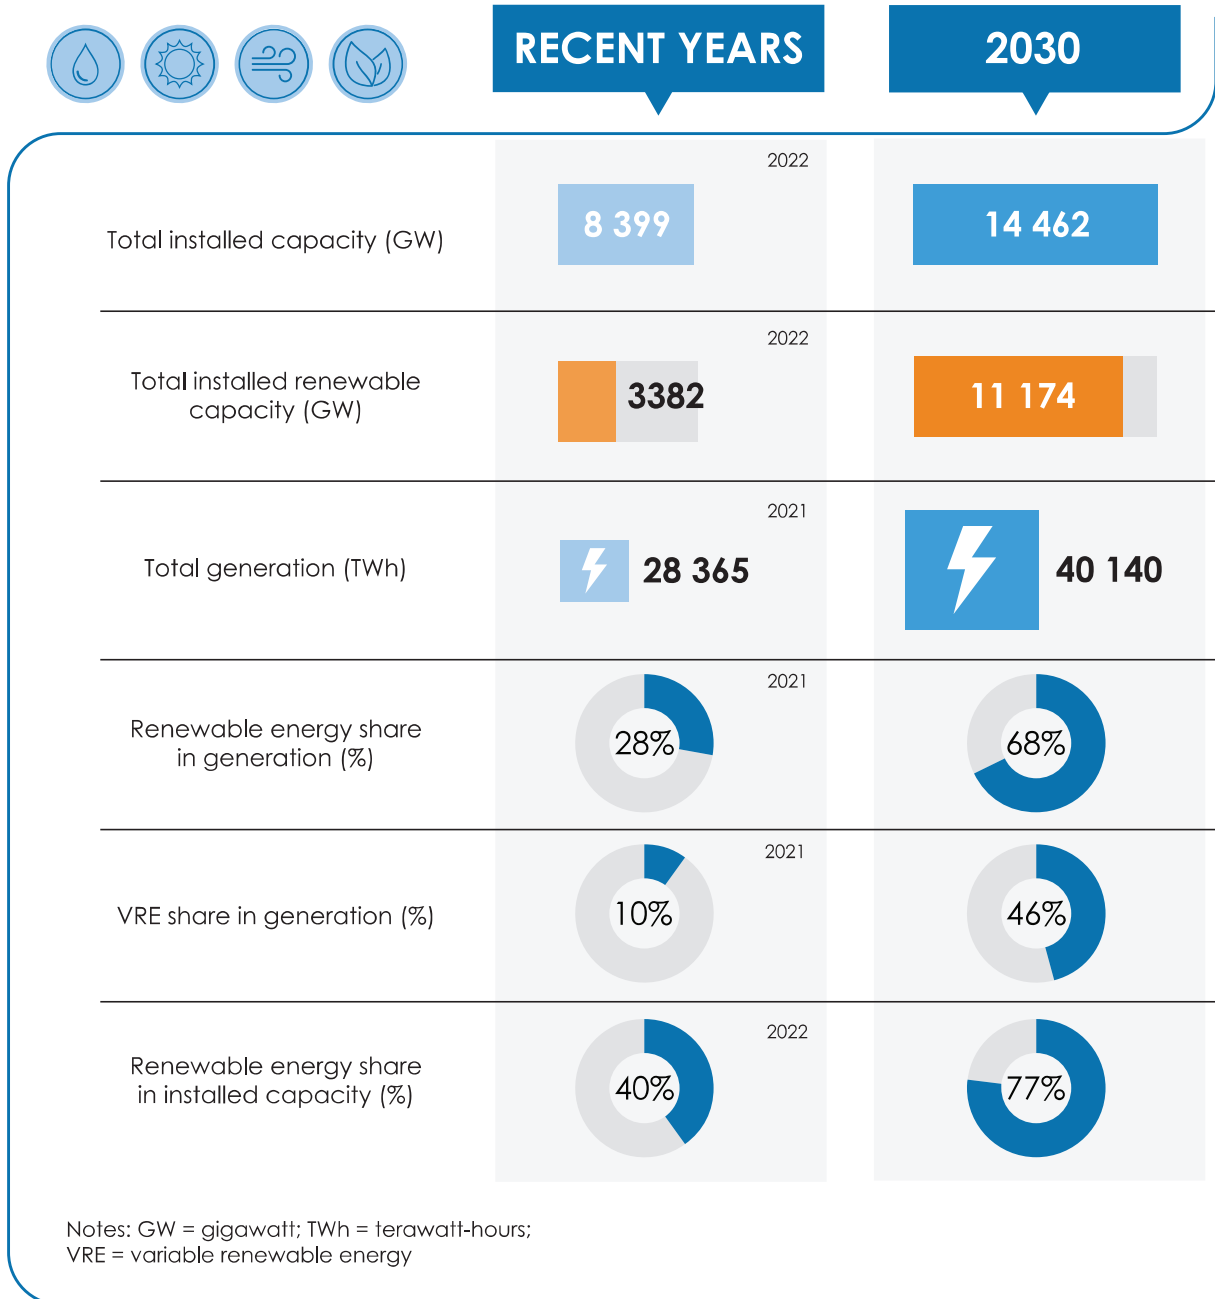 RECENT YEARS
2030
2022
Total installed capacity (GW)
8 399
14 462
2022
Total installed renewable
capacity (GW)
3382
11 174
2021
Total generation (TWh)
28 365
40 140
2021
Renewable energy share
in generation (%)
28%
68%
2021
VRE share in generation (%)
10%
46%
2022
Renewable energy share
in installed capacity (%)
40%
77%
Notes: GW = gigawatt; TWh = terawatt-hours;
VRE = variable renewable energy